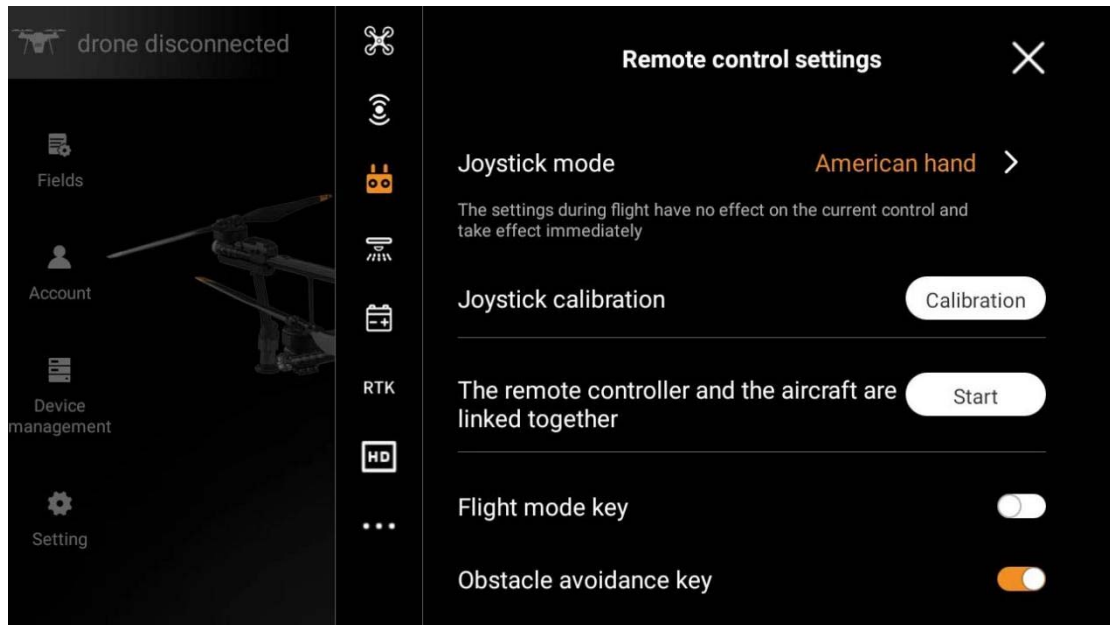 drone disconnected
Fields
Account
Device
management
Setting
RTK
HD
Remote control settings
Joystick mode
American hand
The settings during flight have no effect on the current control and
take effect immediately
Joystick calibration
Calibration
The remote controller and the aircraft are
linked together
Start
Flight mode key
Obstacle avoidance key